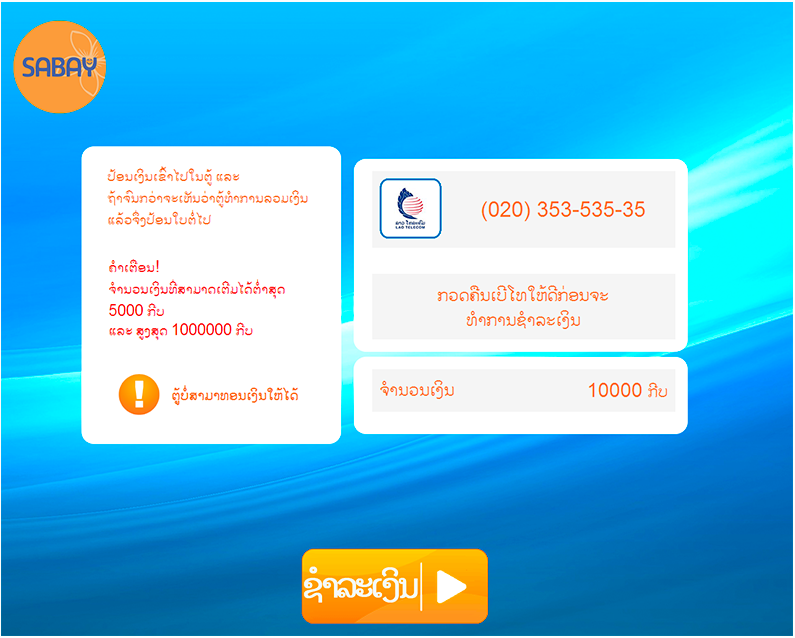 SABAY
ປ້ອນເງິນເຂົ້າໄປໃນຕູ້ ແລະ
ຖ້າຈົນກວ່າຈະເຫັນວ່າຕູ້ທຳການລວມເງິນ
ແລ້ວຈຶ່ງປ້ອນໃບຕໍ່ໄປ
ຄຳເຕືອນ!
ຈຳນວນເງິນທີ່ສາມາດເຕີມໄດ້ຕ່ຳສຸດ
5000 ກີບ
ແລະ ສູງສຸດ 1000000 ກີບ
ຕູ້ບໍ່ສາມາທອນເງິນໃຫ້ໄດ້
ລາວ ໂທລະຄົມ
LAO TELECOM
(020) 353-535-35
ກວດຄືນເບີໂທໃຫ້ດີກ່ອນຈະ
ທຳການຊຳລະເງິນ
ຈຳນວນເງິນ 10000 ກີບ
ຊຳລະເງິນ